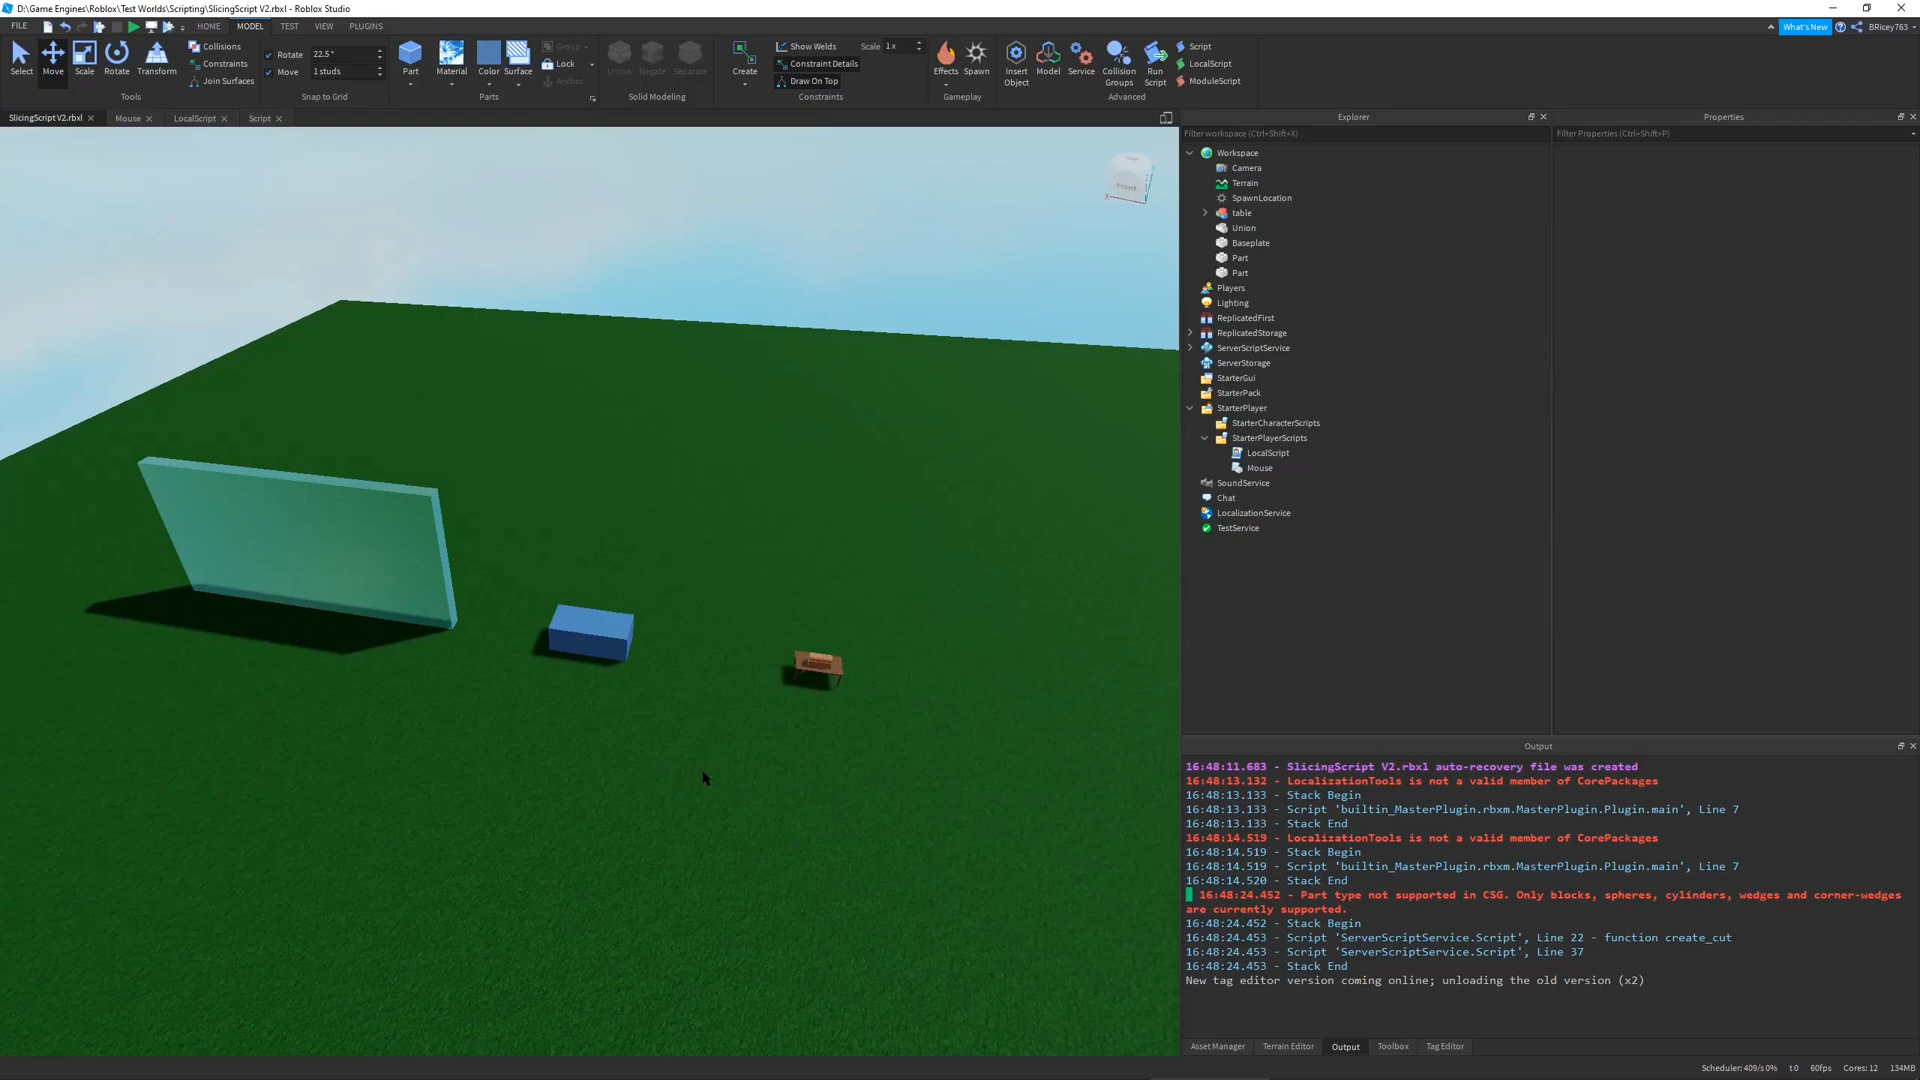 D:\Game Engines\Roblox\Test Worlds\Scripting\SlicingScript V2.rbxl - Roblox Studio
FILE HOME MODEL TEST VIEW PLUGINS What's New BRicey763
Select Move Scale Rotate Transform
Collisions
Constraints
Join Surfaces
Rotate 22.5°
Move 1 studs
Part Material Color Surface
Group
Lock
Anchor
Union Negate Separate
Create
Show Welds Scale 1x
Constraint Details
Draw On Top
Effects Spawn
Insert Object
Model Service
Collision Groups
Run Script
Script
LocalScript
ModuleScript
Tools Snap to Grid Parts Solid Modeling Constraints Gameplay Advanced
SlicingScript V2.rbxl Mouse LocalScript Script
Explorer
Filter workspace (Ctrl+Shift+X)
Workspace
Camera
Terrain
SpawnLocation
table
Union
Baseplate
Part
Part
Players
Lighting
ReplicatedFirst
ReplicatedStorage
ServerScriptService
ServerStorage
StarterGui
StarterPack
StarterPlayer
StarterCharacterScripts
StarterPlayerScripts
LocalScript
Mouse
SoundService
Chat
LocalizationService
TestService
Properties
Filter Properties (Ctrl+Shift+P)
Output
16:48:11.683 - SlicingScript V2.rbxl auto-recovery file was created
16:48:13.132 - LocalizationTools is not a valid member of CorePackages
16:48:13.133 - Stack Begin
16:48:13.133 - Script 'builtin_MasterPlugin.rbxm.MasterPlugin.Plugin.main', Line 7
16:48:13.133 - Stack End
16:48:14.519 - LocalizationTools is not a valid member of CorePackages
16:48:14.519 - Stack Begin
16:48:14.519 - Script 'builtin_MasterPlugin.rbxm.MasterPlugin.Plugin.main', Line 7
16:48:14.520 - Stack End
16:48:24.452 - Part type not supported in CSG. Only blocks, spheres, cylinders, wedges and corner-wedges
are currently supported.
16:48:24.452 - Stack Begin
16:48:24.453 - Script 'ServerScriptService.Script', Line 22 - function create_cut
16:48:24.453 - Script 'ServerScriptService.Script', Line 37
16:48:24.453 - Stack End
New tag editor version coming online; unloading the old version (x2)
Asset Manager Terrain Editor Output Toolbox Tag Editor
Scheduler: 409/s 0% t 0 60fps Cores: 12 134MB